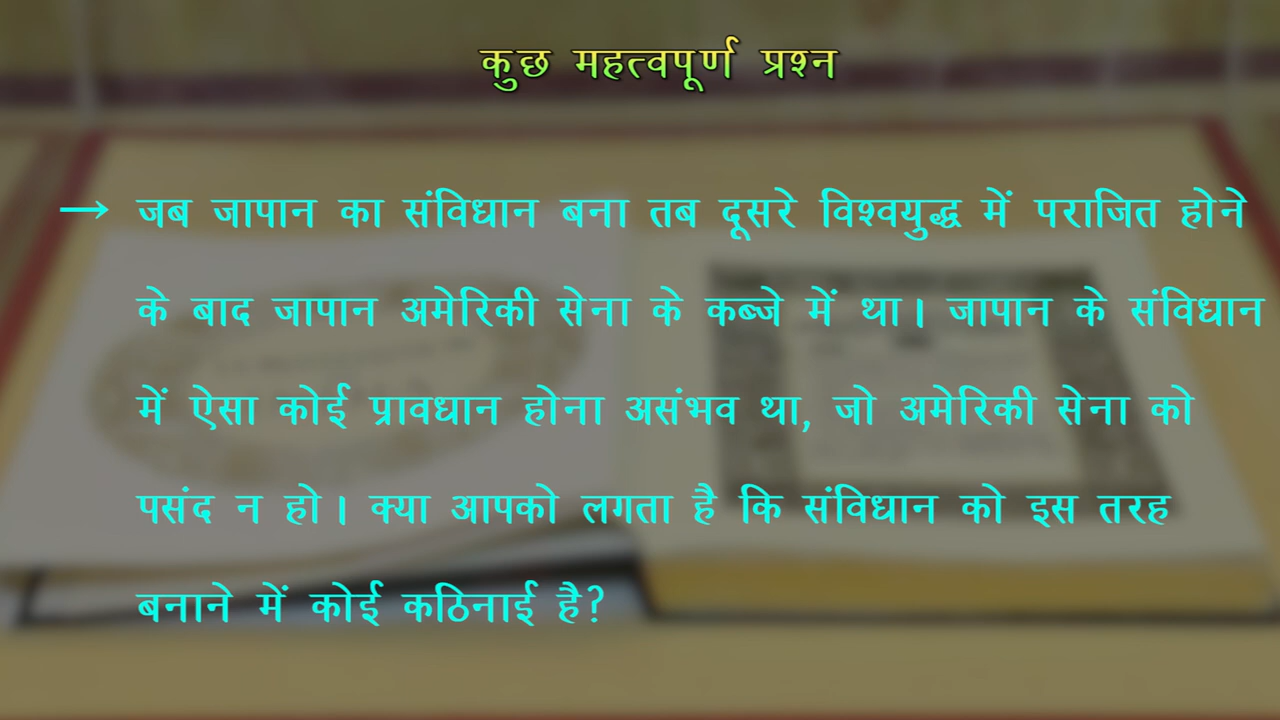 कुछ महत्वपूर्ण प्रश्न
→ जब जापान का संविधान बना तब दूसरे विश्वयुद्ध में पराजित होने
के बाद जापान अमेरिकी सेना के कब्जे में था। जापान के संविधान
में ऐसा कोई प्रावधान होना असंभव था, जो अमेरिकी सेना को
पसंद न हो। क्या आपको लगता है कि संविधान को इस तरह
बनाने में कोई कठिनाई है?